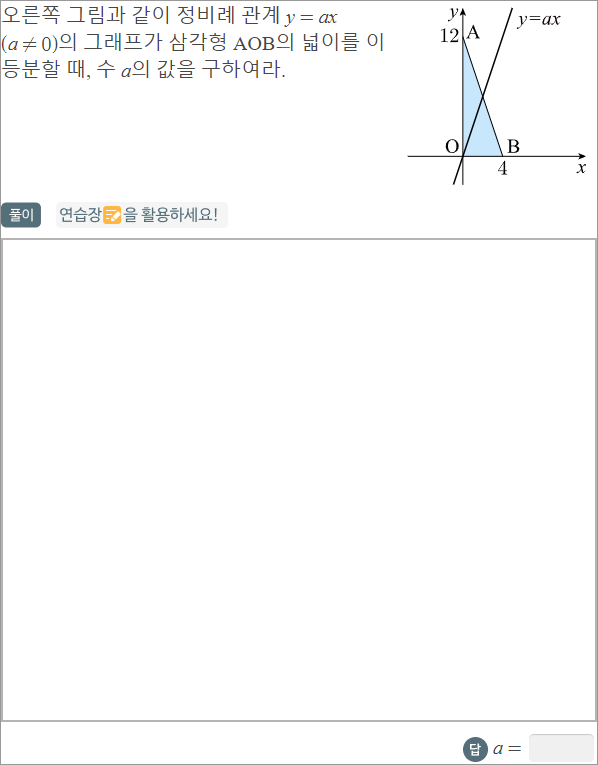 오른쪽 그림과 같이 정비례 관계 y = ax
(a ≠ 0)의 그래프가 삼각형 AOB의 넓이를 이
등분할 때, 수 a의 값을 구하여라.
y
y=ax
12
A
O
B
4
x
풀이
연습장을 활용하세요!
답 a =